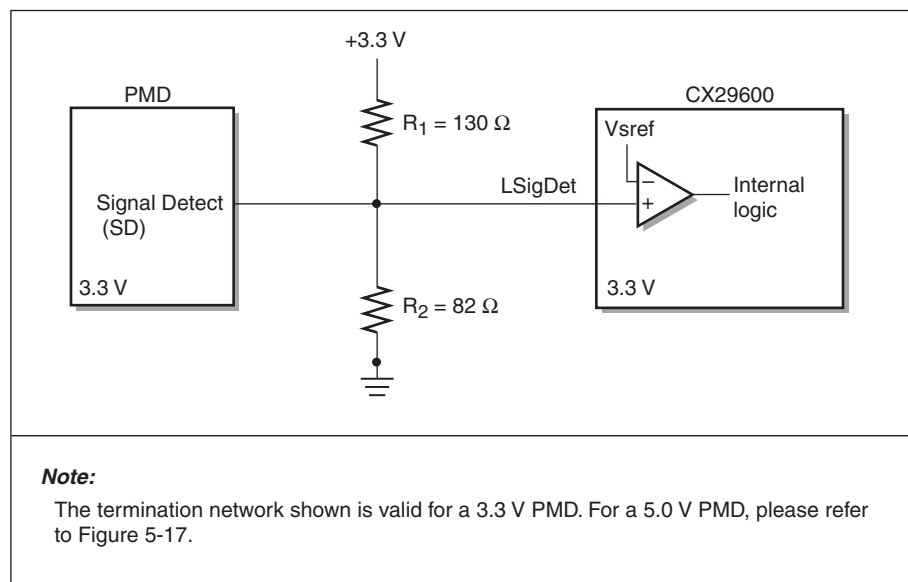 +3.3 V
PMD
CX29600
R1 = 130 Ω
Vsref
LSigDet
Signal Detect
(SD)
−
+
Internal
logic
3.3 V
R2 = 82 Ω
3.3 V
Note:
The termination network shown is valid for a 3.3 V PMD. For a 5.0 V PMD, please refer
to Figure 5-17.